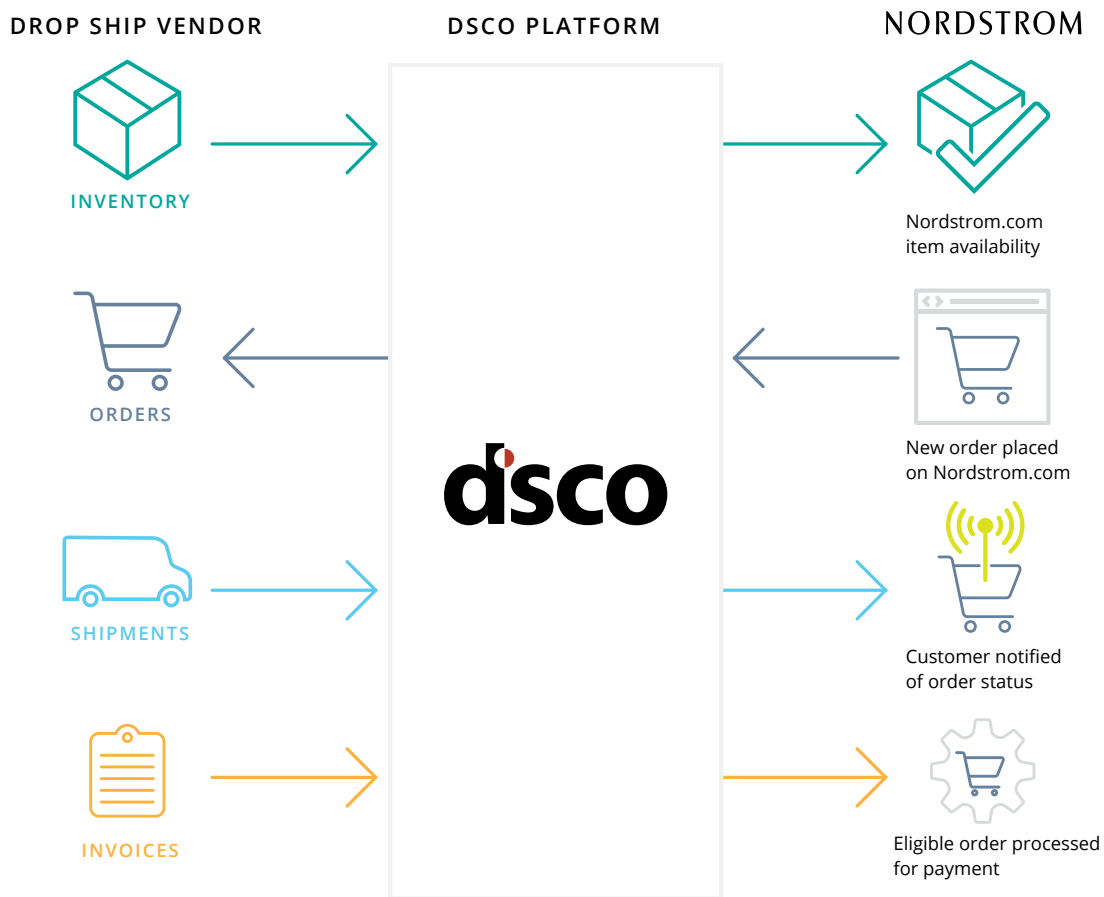 DROP SHIP VENDOR
DSCO PLATFORM
NORDSTROM
INVENTORY
Nordstrom.com
item availability
ORDERS
New order placed
on Nordstrom.com
dsco
SHIPMENTS
Customer notified
of order status
INVOICES
Eligible order processed
for payment